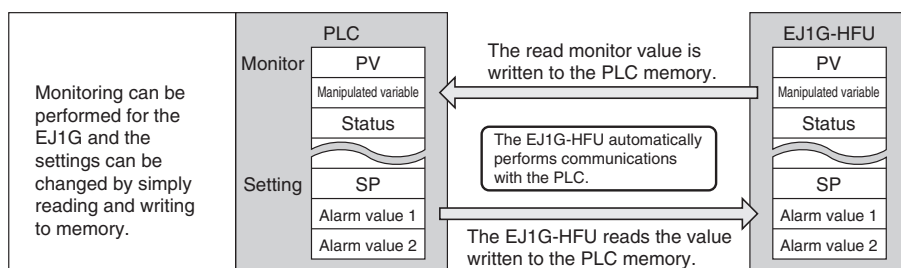 Monitoring can be
performed for the
EJ1G and the
settings can be
changed by simply
reading and writing
to memory.
PLC
Monitor
PV
Manipulated variable
Status
Setting
SP
Alarm value 1
Alarm value 2
The read monitor value is
written to the PLC memory.
The EJ1G-HFU automatically
performs communications
with the PLC.
The EJ1G-HFU reads the value
written to the PLC memory.
EJ1G-HFU
PV
Manipulated variable
Status
SP
Alarm value 1
Alarm value 2